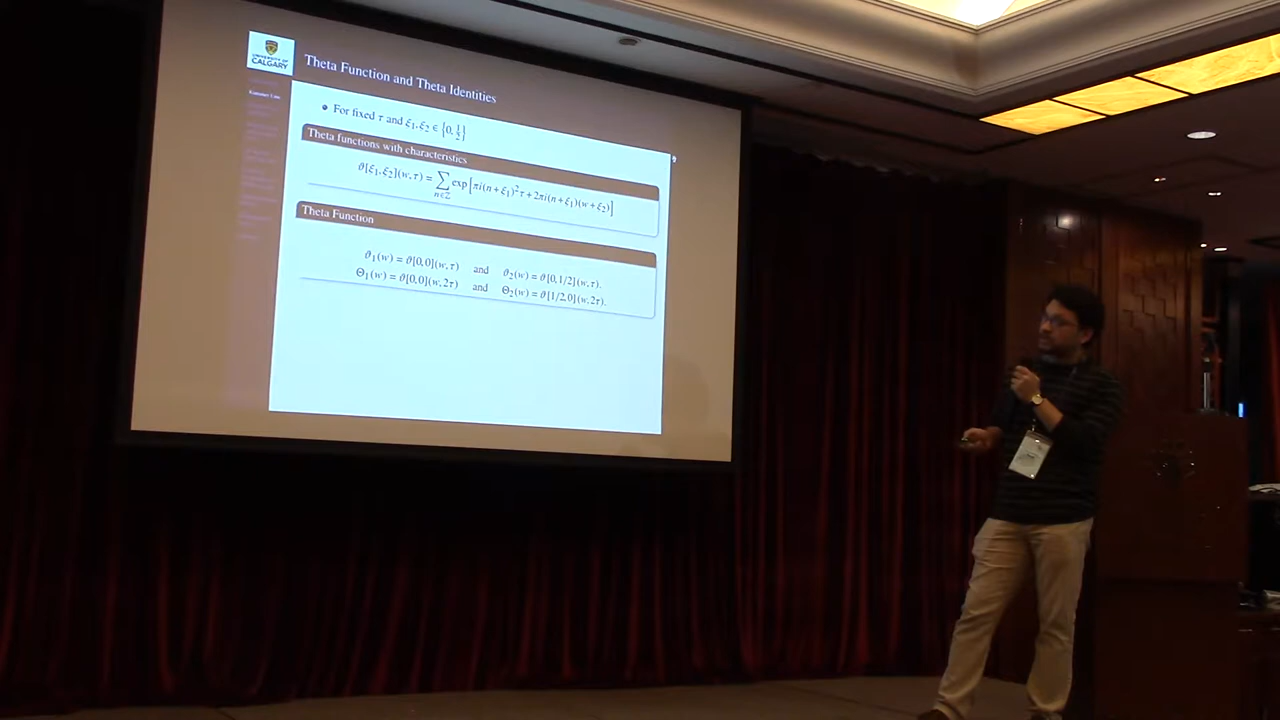 UNIVERSITY OF
CALGARY
Theta Function and Theta Identities
Kummer Line
• For fixed τ and ξ₁, ξ₂ ∈ {0, 1/2}
Theta functions with characteristics
ϑ[ξ₁, ξ₂](w, τ) = ∑ₙ∈ℤ exp[πi(n + ξ₁)²τ + 2πi(n + ξ₁)(w + ξ₂)]
Theta Function
ϑ₁(w) = ϑ[0,0](w, τ) and ϑ₂(w) = ϑ[0, 1/2](w, τ).
Θ₁(w) = ϑ[0,0](w, 2τ) and Θ₂(w) = ϑ[1/2, 0](w, 2τ).